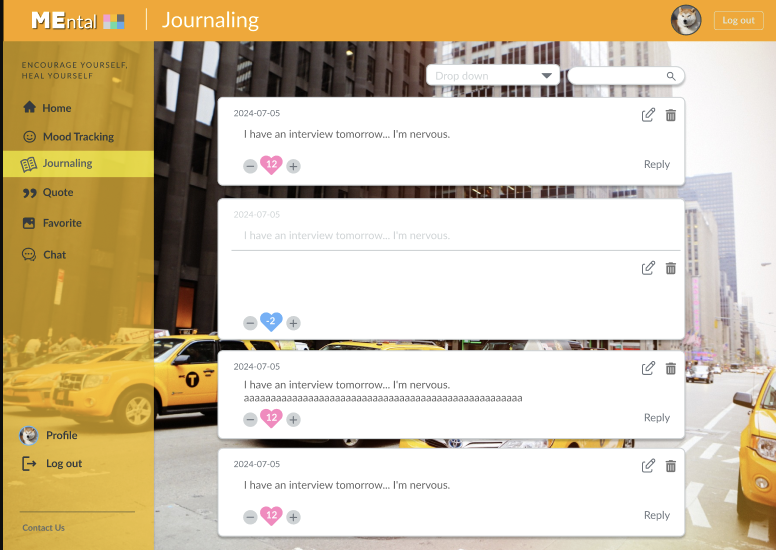 MEntal
Journaling
Log out
ENCOURAGE YOURSELF,
HEAL YOURSELF
Home
Mood Tracking
Journaling
Quote
Favorite
Chat
Profile
Log out
Contact Us
Drop down
2024-07-05
I have an interview tomorrow... I'm nervous.
12
Reply
2024-07-05
I have an interview tomorrow... I'm nervous.
-2
2024-07-05
I have an interview tomorrow... I'm nervous.
aaaaaaaaaaaaaaaaaaaaaaaaaaaaaaaaaaaaaaaaaaaaaaaaaaaaaaa
12
Reply
2024-07-05
I have an interview tomorrow... I'm nervous.
12
Reply
T